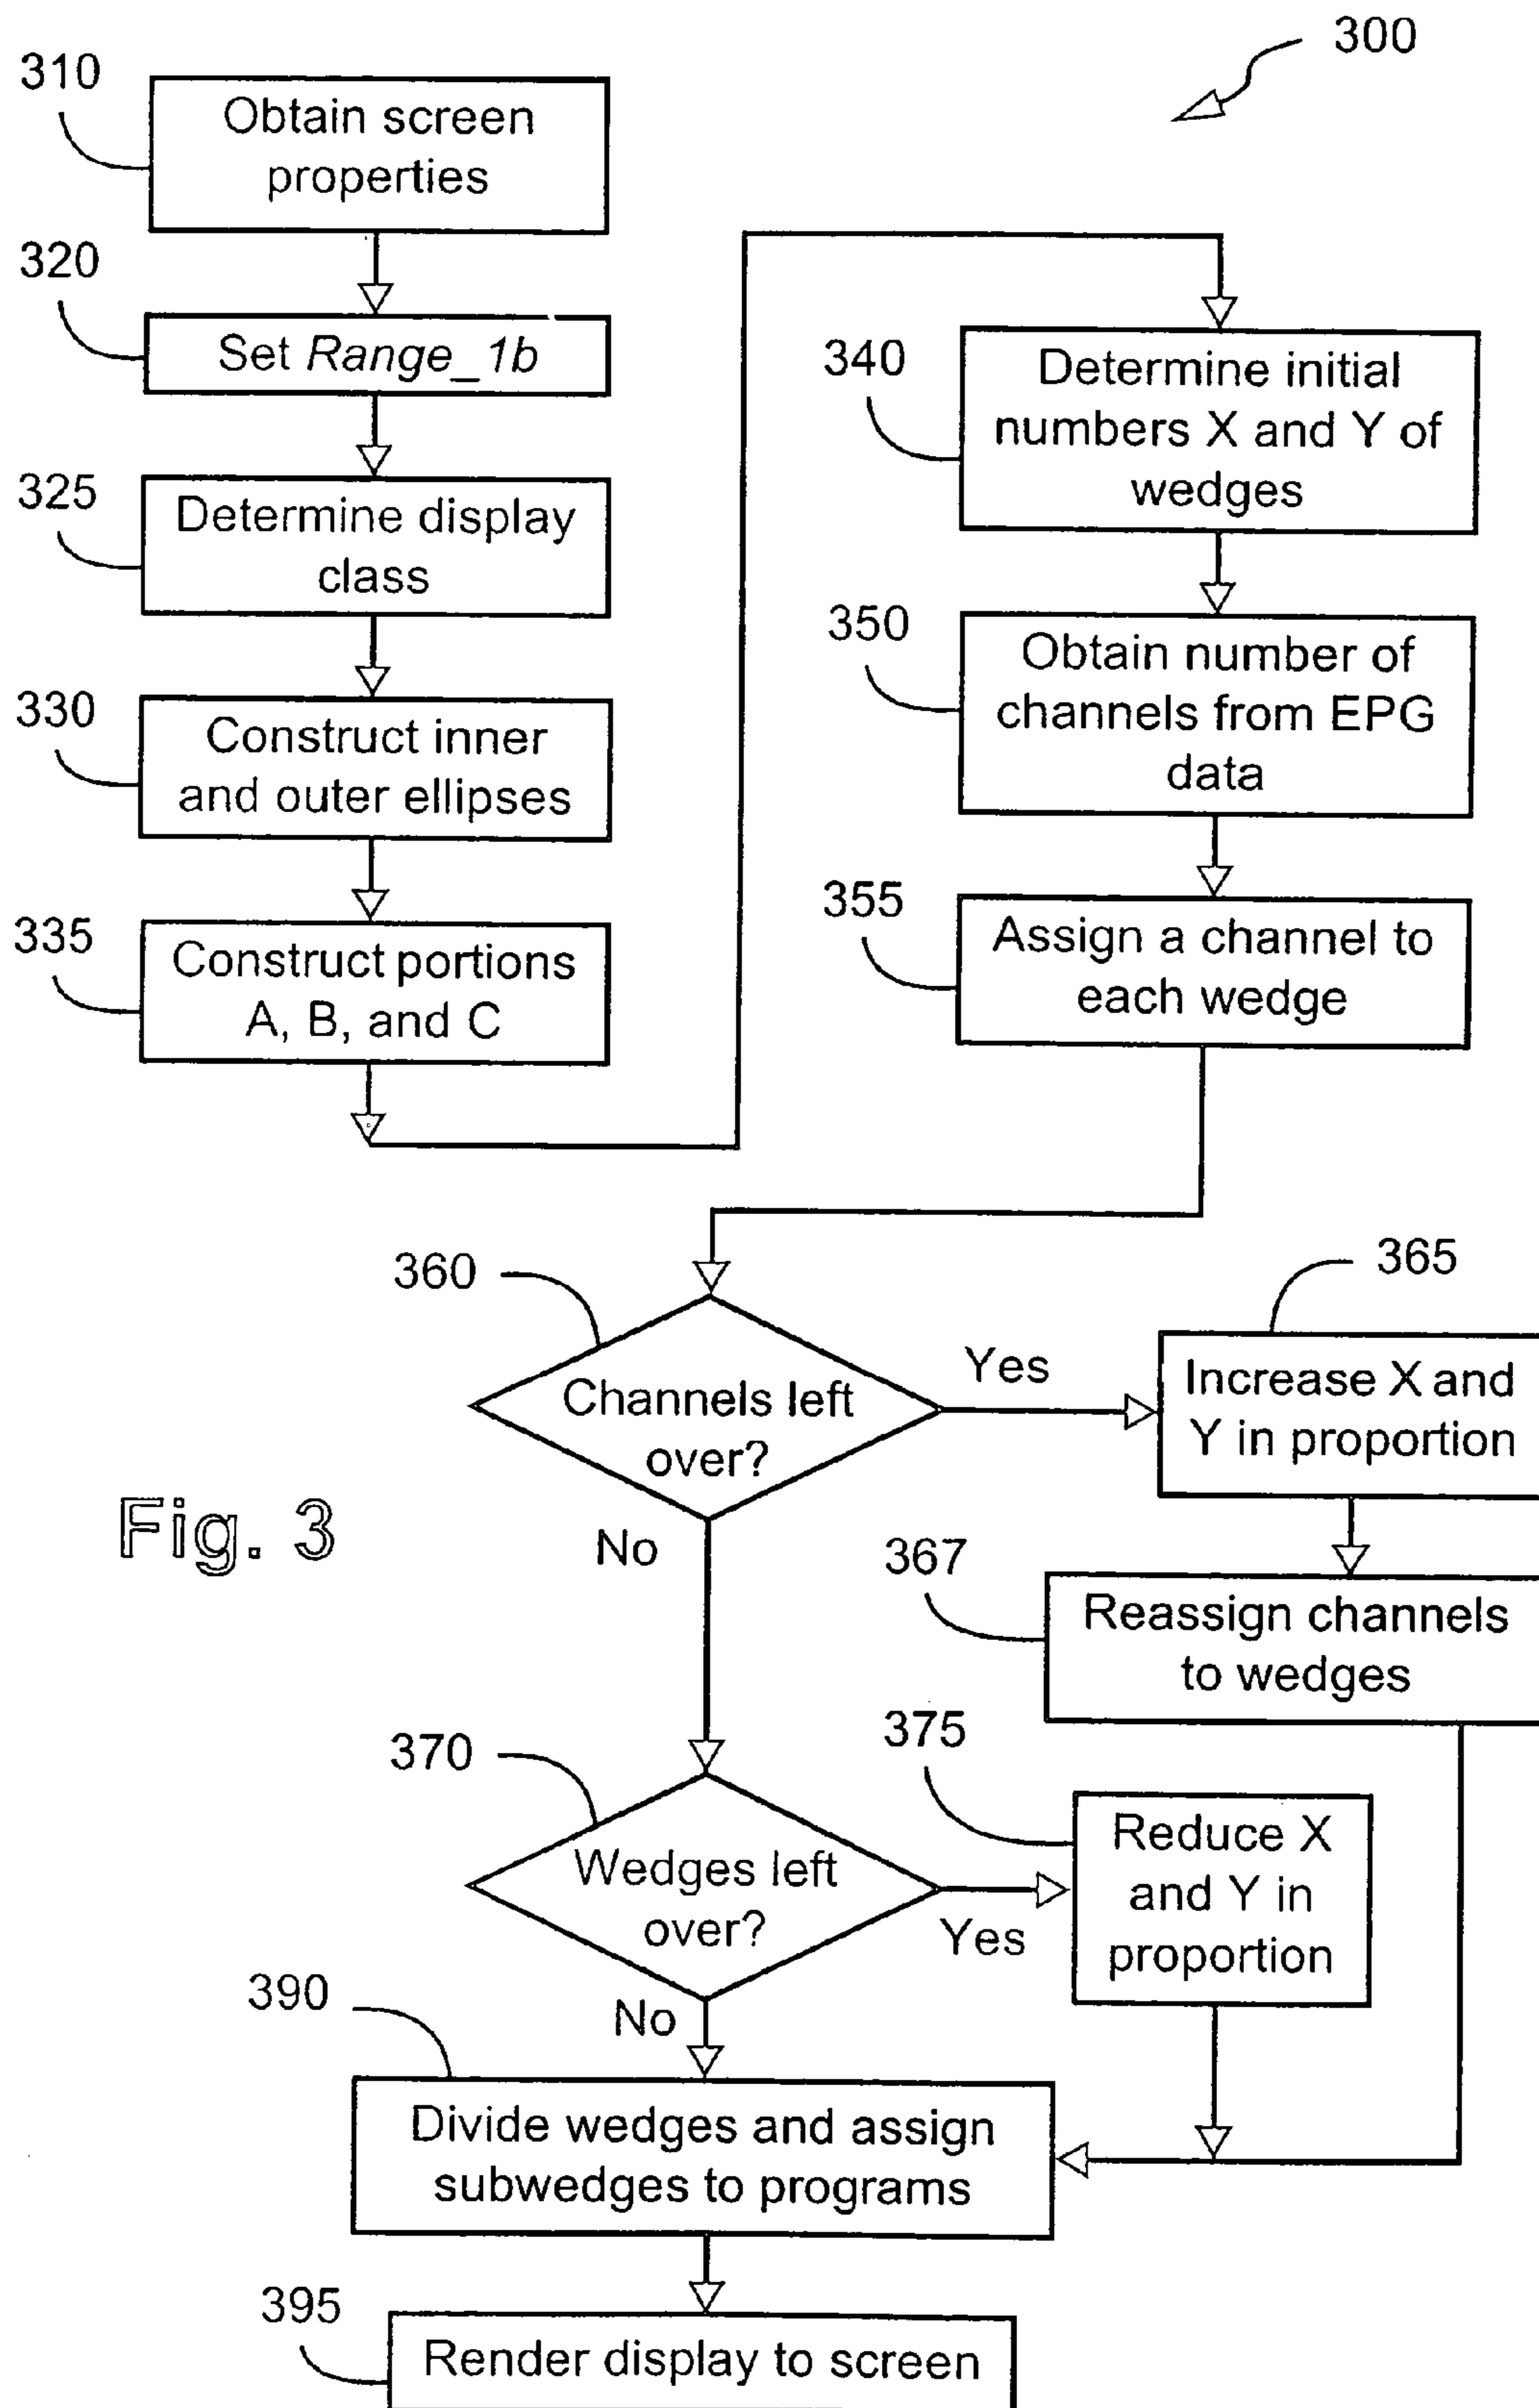 300
310
Obtain screen
properties
320
Set Range_1b
325
Determine display
class
330
Construct inner
and outer ellipses
335
Construct portions
A, B, and C
340
Determine initial
numbers X and Y of
wedges
350
Obtain number of
channels from EPG
data
355
Assign a channel to
each wedge
360
Channels left
over?
Yes
No
365
Increase X and
Y in proportion
367
Reassign channels
to wedges
Fig. 3
370
Wedges left
over?
Yes
No
375
Reduce X
and Y in
proportion
390
Divide wedges and assign
subwedges to programs
395
Render display to screen